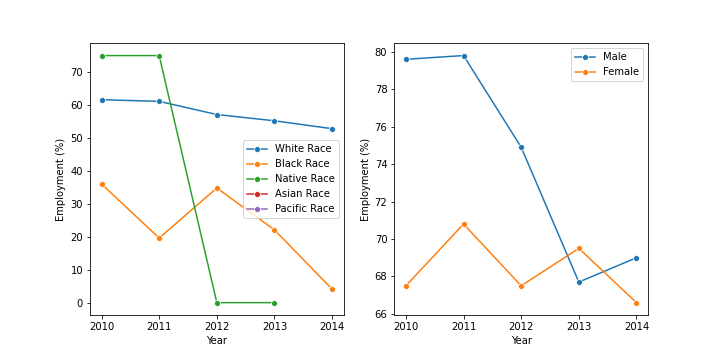 70
60
50
40
30
20
10
0
Employment (%)
2010 2011 2012 2013 2014
Year
White Race
Black Race
Native Race
Asian Race
Pacific Race
80
78
76
74
72
70
68
66
Employment (%)
2010 2011 2012 2013 2014
Year
Male
Female